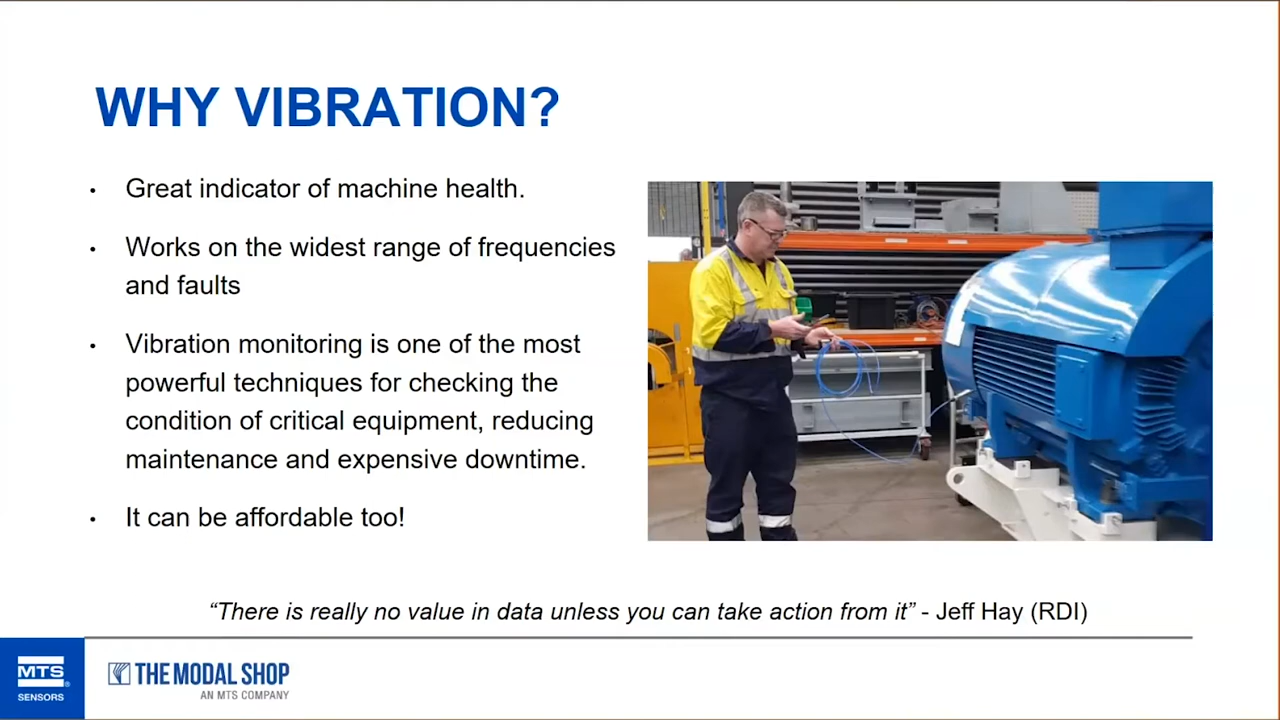 WHY VIBRATION?
• Great indicator of machine health.
• Works on the widest range of frequencies
and faults
• Vibration monitoring is one of the most
powerful techniques for checking the
condition of critical equipment, reducing
maintenance and expensive downtime.
• It can be affordable too!
“There is really no value in data unless you can take action from it” - Jeff Hay (RDI)
MTS®
SENSORS
THE MODAL SHOP
AN MTS COMPANY